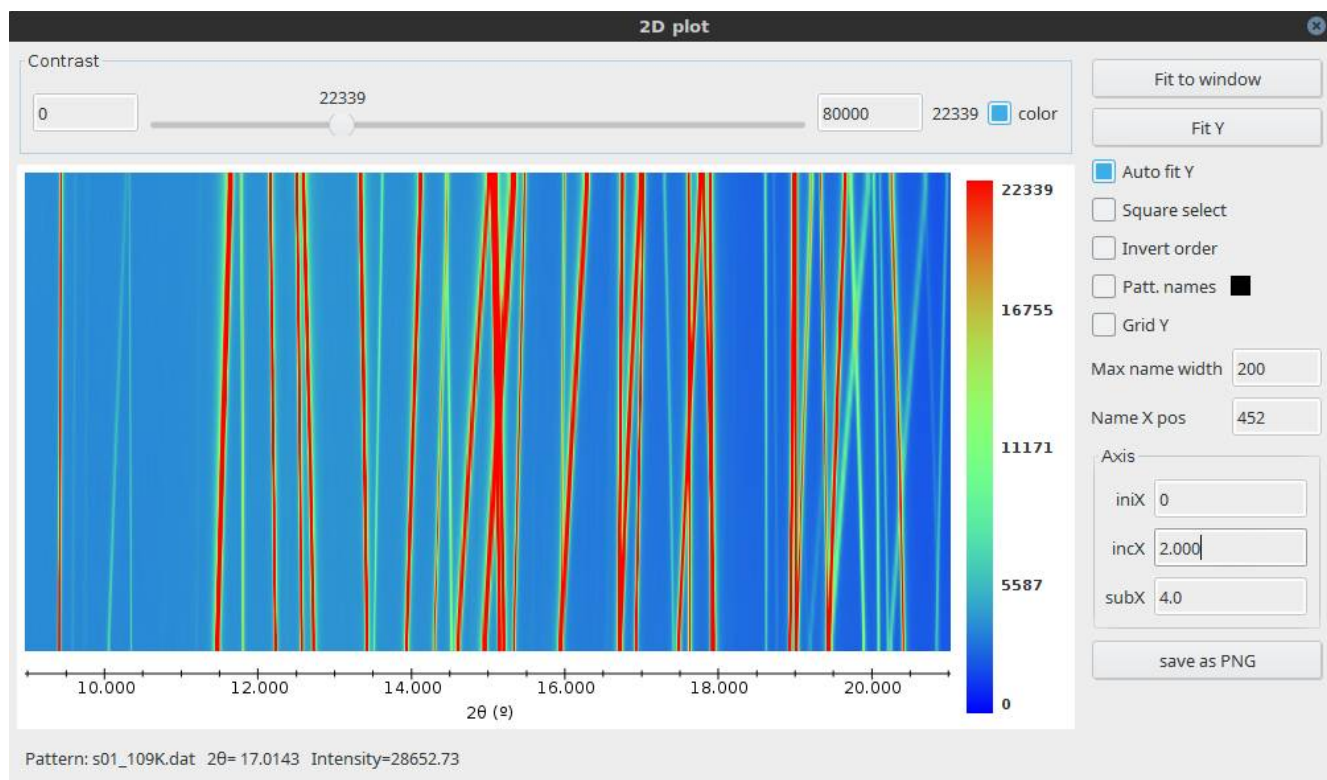 2D plot
Contrast
0
22339
80000
22339 color
Fit to window
Fit Y
Auto fit Y
Square select
Invert order
Patt. names
Grid Y
Max name width 200
Name X pos 452
Axis
iniX 0
incX 2.000
subX 4.0
save as PNG
22339
16755
11171
5587
0
10.000 12.000 14.000 16.000 18.000 20.000
2θ (º)
Pattern: s01_109K.dat 2θ= 17.0143 Intensity=28652.73